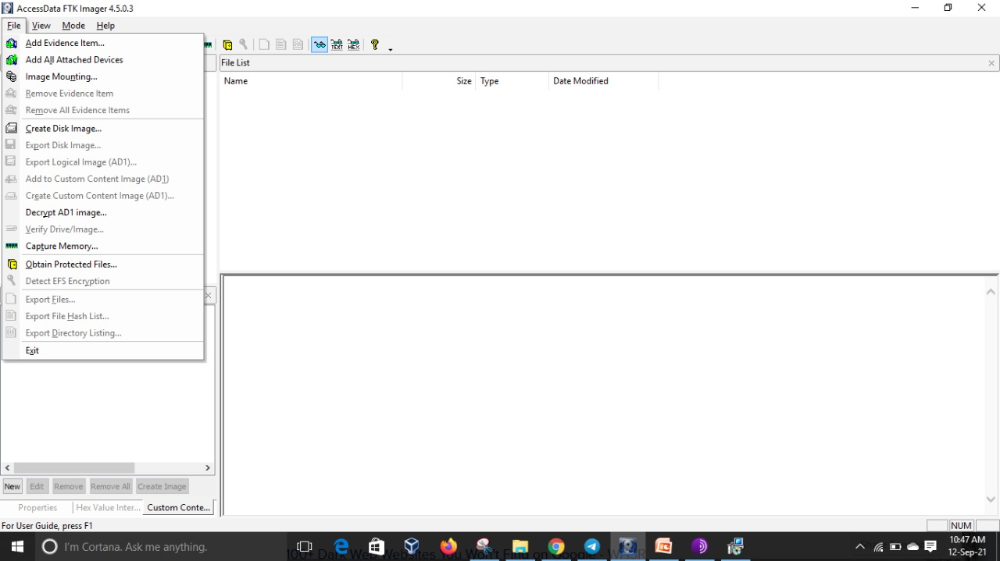 AccessData FTK Imager 4.5.0.3
File View Mode Help
Add Evidence Item...
Add All Attached Devices
Image Mounting...
Remove Evidence Item
Remove All Evidence Items
Create Disk Image...
Export Disk Image...
Export Logical Image (AD1)...
Add to Custom Content Image (AD1)
Create Custom Content Image (AD1)...
Decrypt AD1 image...
Verify Drive/Image...
Capture Memory...
Obtain Protected Files...
Detect EFS Encryption
Export Files...
Export File Hash List...
Export Directory Listing...
Exit
TEXT HEX
File List
Name Size Type Date Modified
New Edit Remove Remove All Create Image
Properties Hex Value Inter... Custom Conte...
For User Guide, press F1
NUM
I'm Cortana. Ask me anything.
100+ Dark Web Websites You Won't Find on Google -
10:47 AM
12-Sep-21